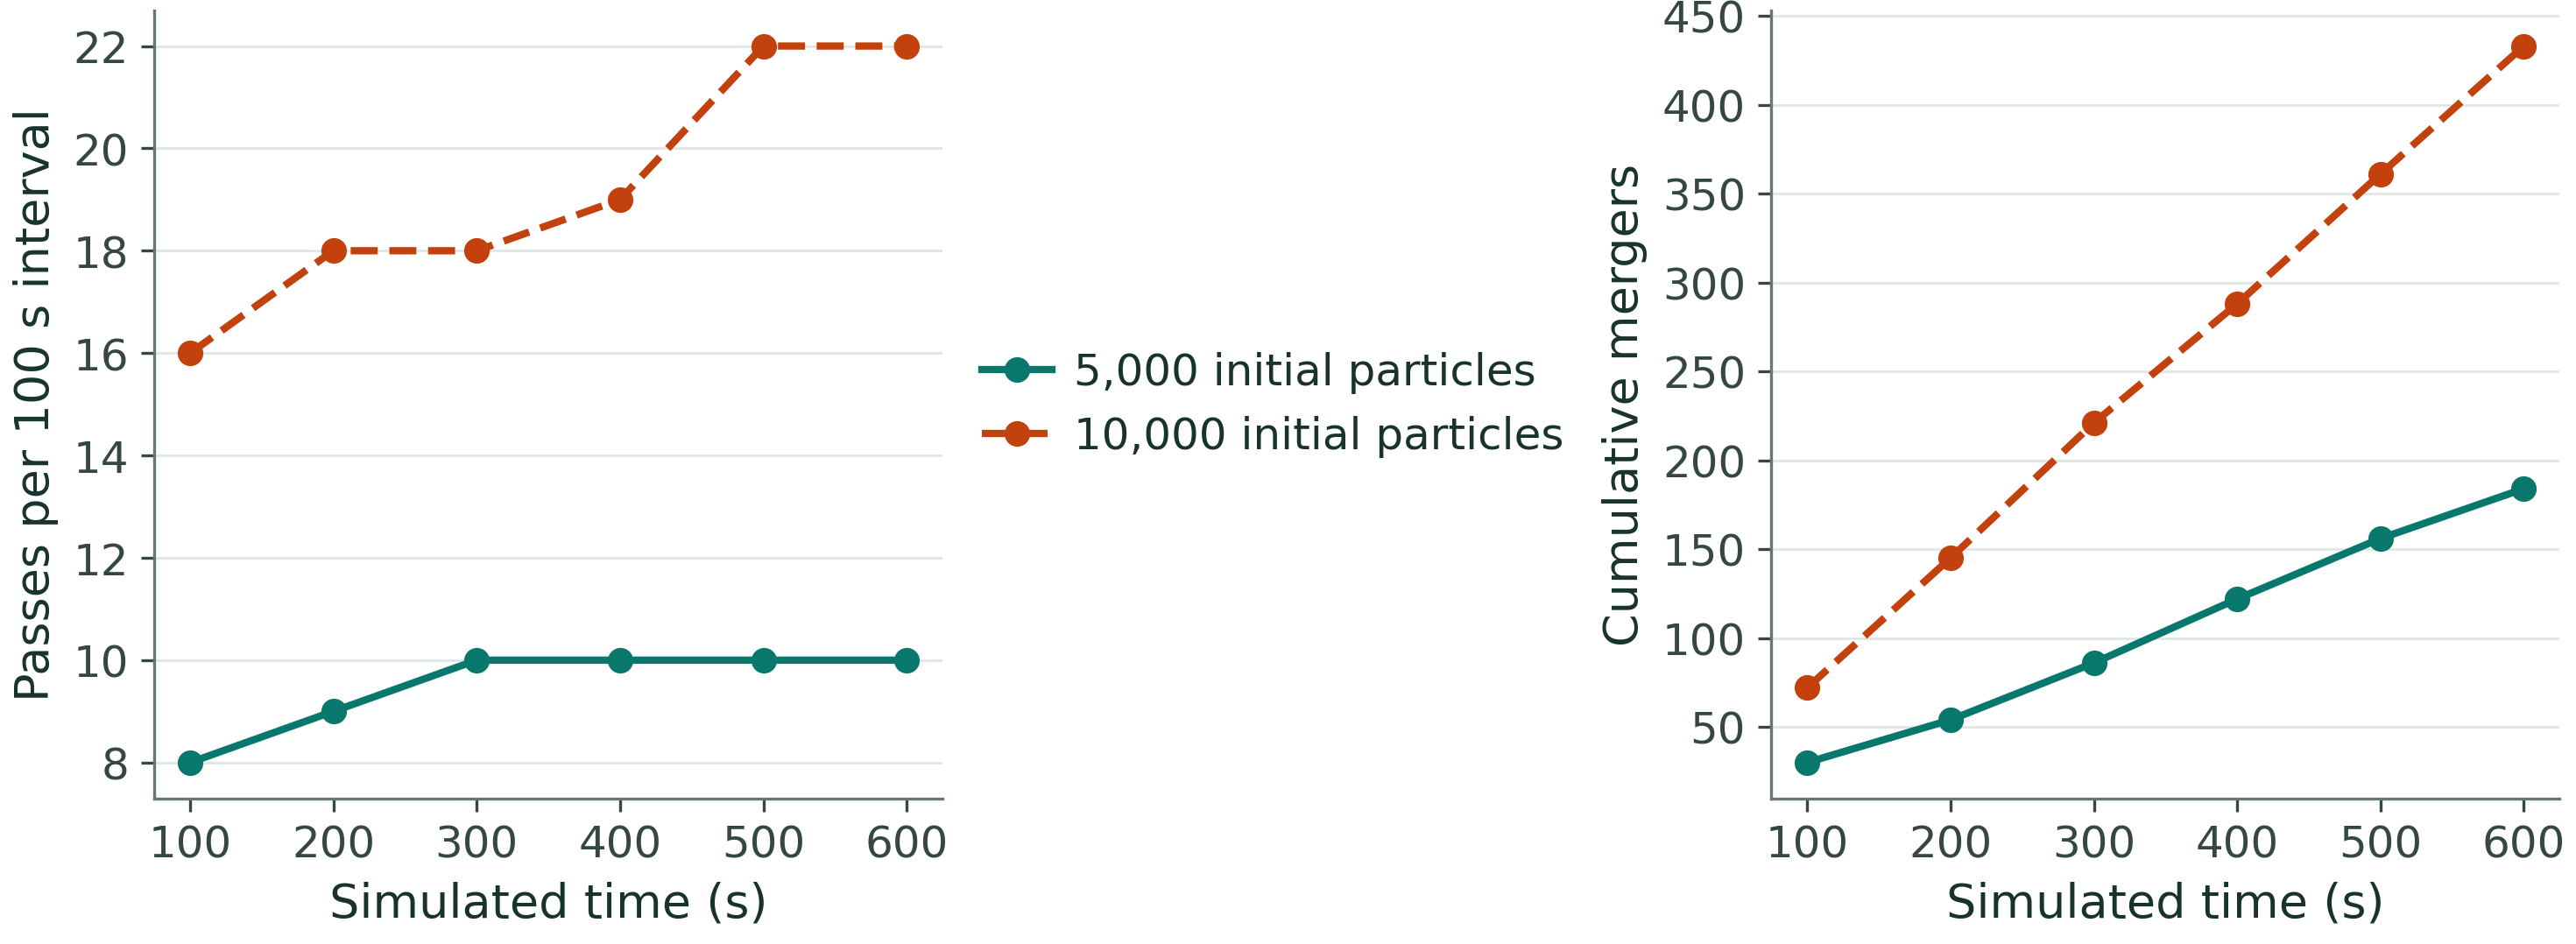 Passes per 100 s interval
22
20
18
16
14
12
10
8
100 200 300 400 500 600
Simulated time (s)
5,000 initial particles
10,000 initial particles
Cumulative mergers
450
400
350
300
250
200
150
100
50
100 200 300 400 500 600
Simulated time (s)